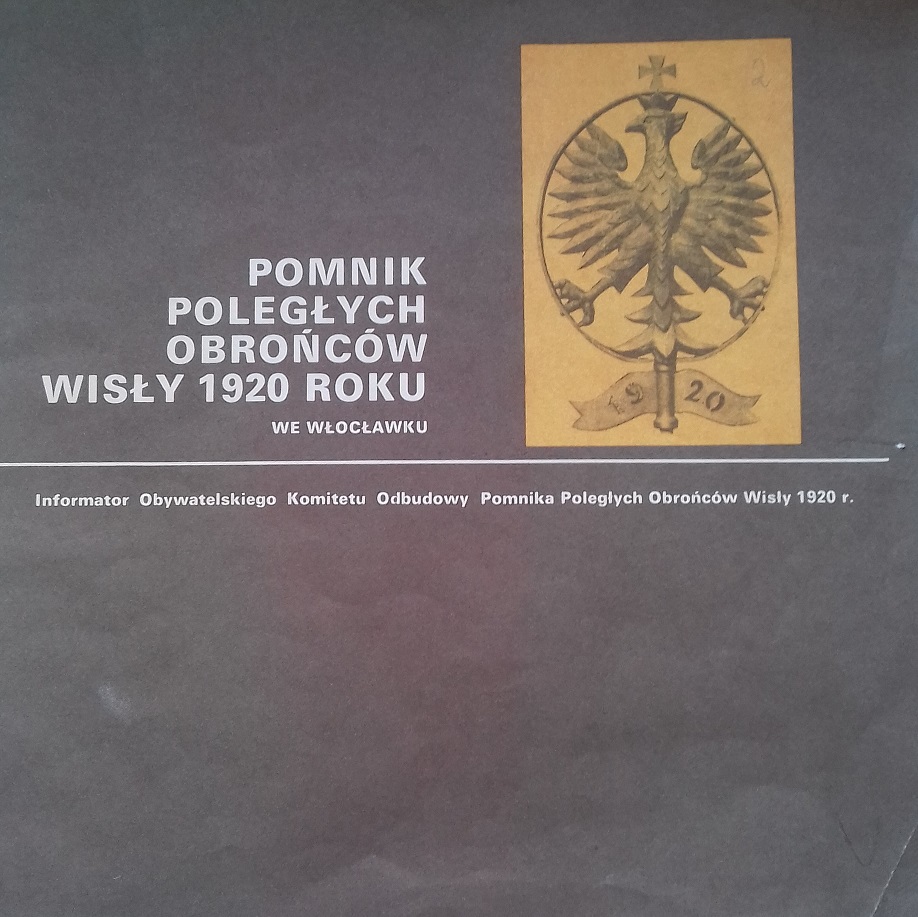 2
1920
POMNIK
POLEGŁYCH
OBROŃCÓW
WISŁY 1920 ROKU
WE WŁOCŁAWKU
Informator Obywatelskiego Komitetu Odbudowy Pomnika Poległych Obrońców Wisły 1920 r.